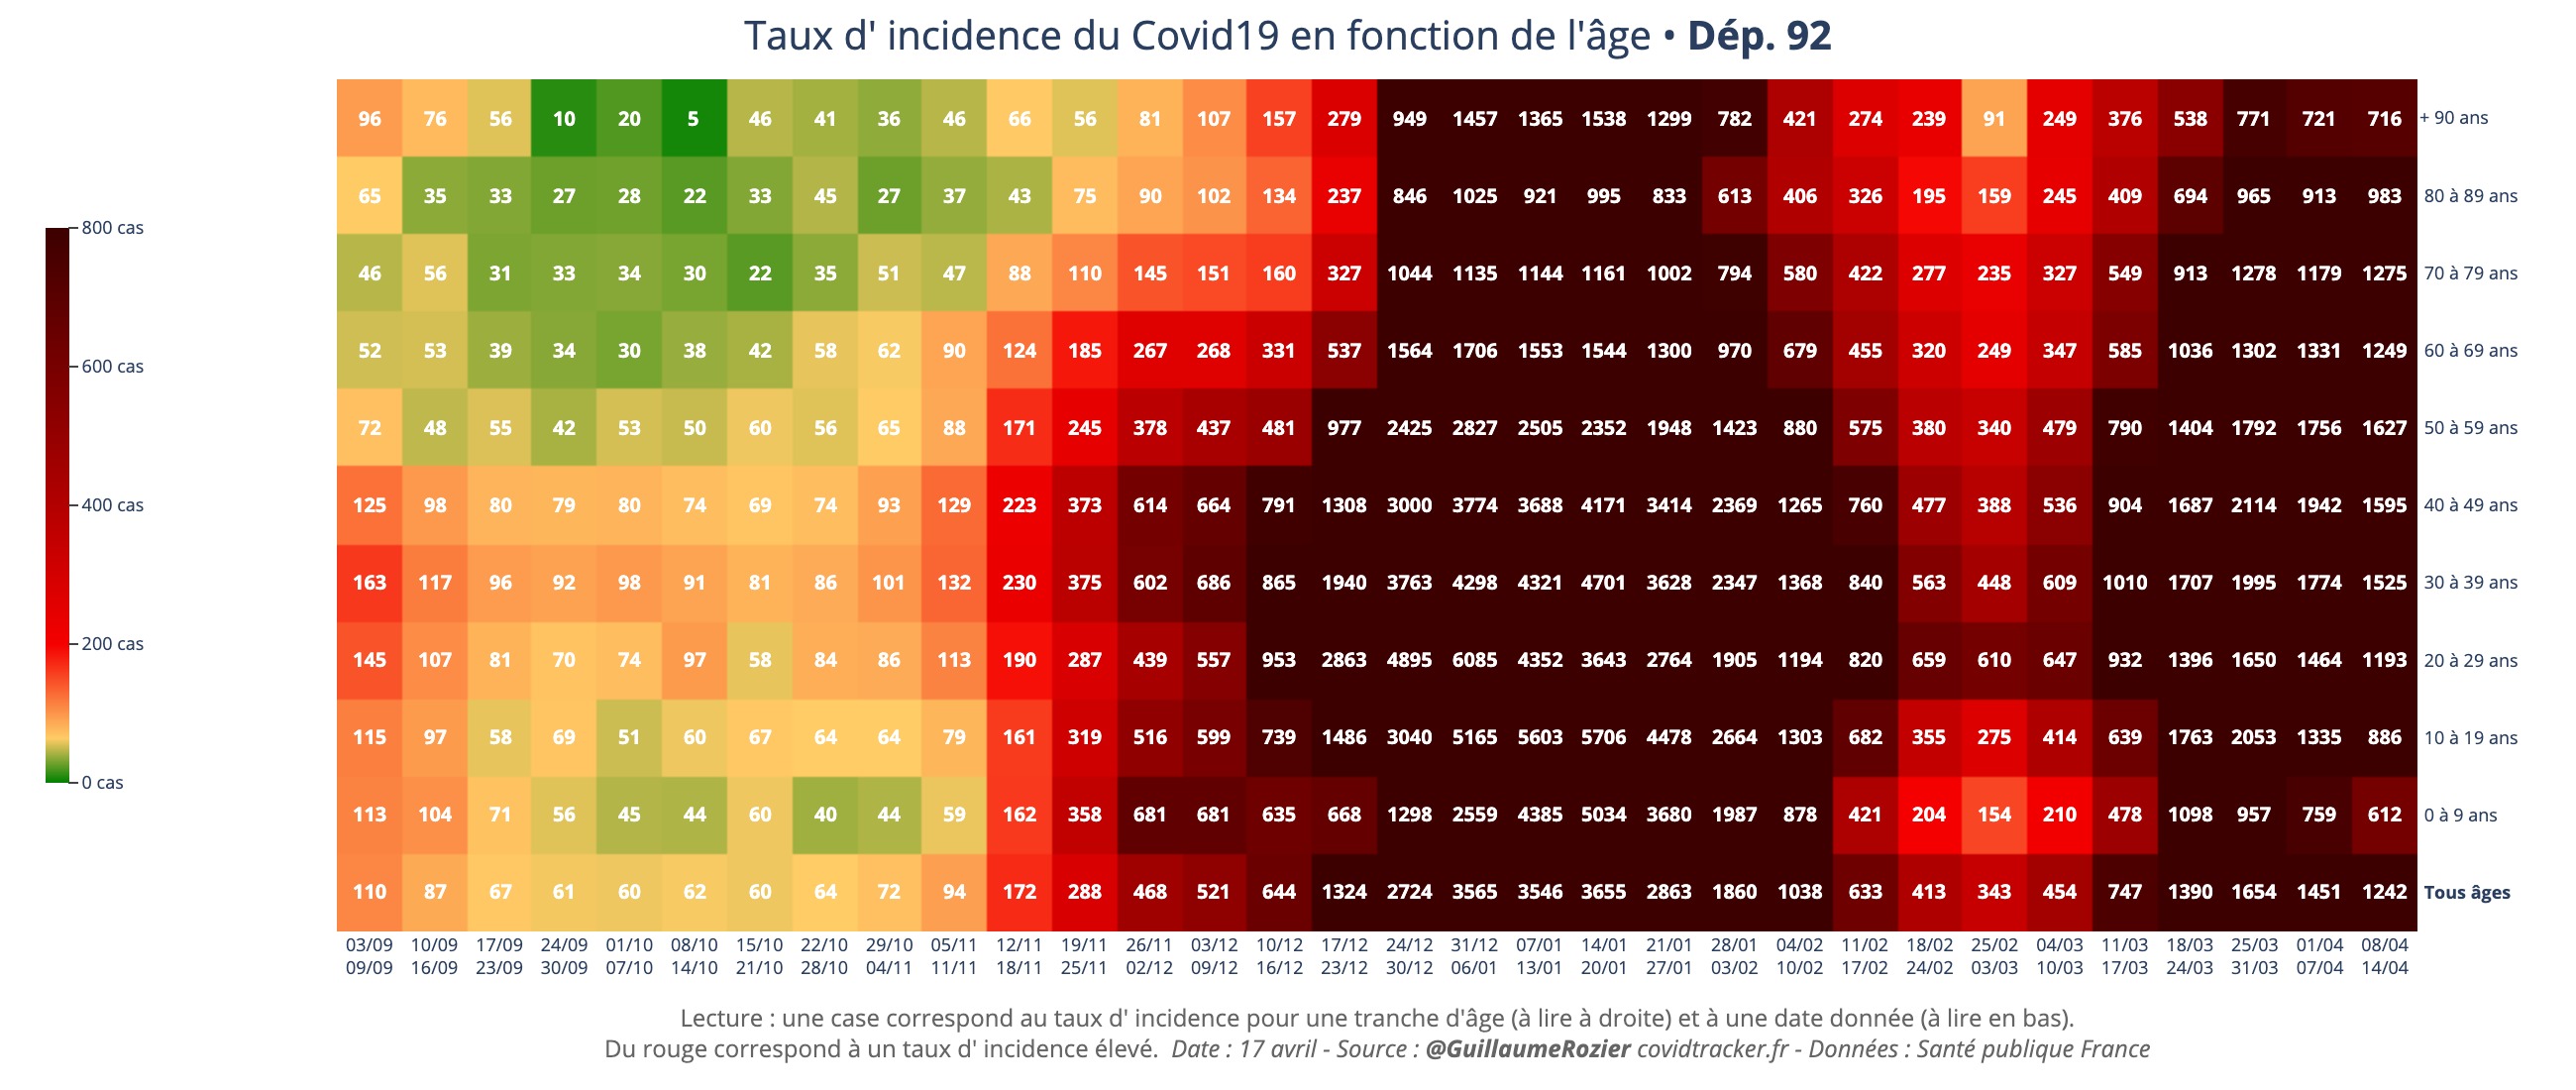 Taux d' incidence du Covid19 en fonction de l'âge • Dép. 92
96 76 56 10 20 5 46 41 36 46 66 56 81 107 157 279 949 1457 1365 1538 1299 782 421 274 239 91 249 376 538 771 721 716 + 90 ans
65 35 33 27 28 22 33 45 27 37 43 75 90 102 134 237 846 1025 921 995 833 613 406 326 195 159 245 409 694 965 913 983 80 à 89 ans
800 cas
46 56 31 33 34 30 22 35 51 47 88 110 145 151 160 327 1044 1135 1144 1161 1002 794 580 422 277 235 327 549 913 1278 1179 1275 70 à 79 ans
52 53 39 34 30 38 42 58 62 90 124 185 267 268 331 537 1564 1706 1553 1544 1300 970 679 455 320 249 347 585 1036 1302 1331 1249 60 à 69 ans
600 cas
72 48 55 42 53 50 60 56 65 88 171 245 378 437 481 977 2425 2827 2505 2352 1948 1423 880 575 380 340 479 790 1404 1792 1756 1627 50 à 59 ans
400 cas
125 98 80 79 80 74 69 74 93 129 223 373 614 664 791 1308 3000 3774 3688 4171 3414 2369 1265 760 477 388 536 904 1687 2114 1942 1595 40 à 49 ans
163 117 96 92 98 91 81 86 101 132 230 375 602 686 865 1940 3763 4298 4321 4701 3628 2347 1368 840 563 448 609 1010 1707 1995 1774 1525 30 à 39 ans
200 cas
145 107 81 70 74 97 58 84 86 113 190 287 439 557 953 2863 4895 6085 4352 3643 2764 1905 1194 820 659 610 647 932 1396 1650 1464 1193 20 à 29 ans
115 97 58 69 51 60 67 64 64 79 161 319 516 599 739 1486 3040 5165 5603 5706 4478 2664 1303 682 355 275 414 639 1763 2053 1335 886 10 à 19 ans
0 cas
113 104 71 56 45 44 60 40 44 59 162 358 681 681 635 668 1298 2559 4385 5034 3680 1987 878 421 204 154 210 478 1098 957 759 612 0 à 9 ans
110 87 67 61 60 62 60 64 72 94 172 288 468 521 644 1324 2724 3565 3546 3655 2863 1860 1038 633 413 343 454 747 1390 1654 1451 1242 Tous âges
03/09 10/09 17/09 24/09 01/10 08/10 15/10 22/10 29/10 05/11 12/11 19/11 26/11 03/12 10/12 17/12 24/12 31/12 07/01 14/01 21/01 28/01 04/02 11/02 18/02 25/02 04/03 11/03 18/03 25/03 01/04 08/04
09/09 16/09 23/09 30/09 07/10 14/10 21/10 28/10 04/11 11/11 18/11 25/11 02/12 09/12 16/12 23/12 30/12 06/01 13/01 20/01 27/01 03/02 10/02 17/02 24/02 03/03 10/03 17/03 24/03 31/03 07/04 14/04
Lecture : une case correspond au taux d' incidence pour une tranche d'âge (à lire à droite) et à une date donnée (à lire en bas).
Du rouge correspond à un taux d' incidence élevé. Date : 17 avril - Source : @GuillaumeRozier covidtracker.fr - Données : Santé publique France